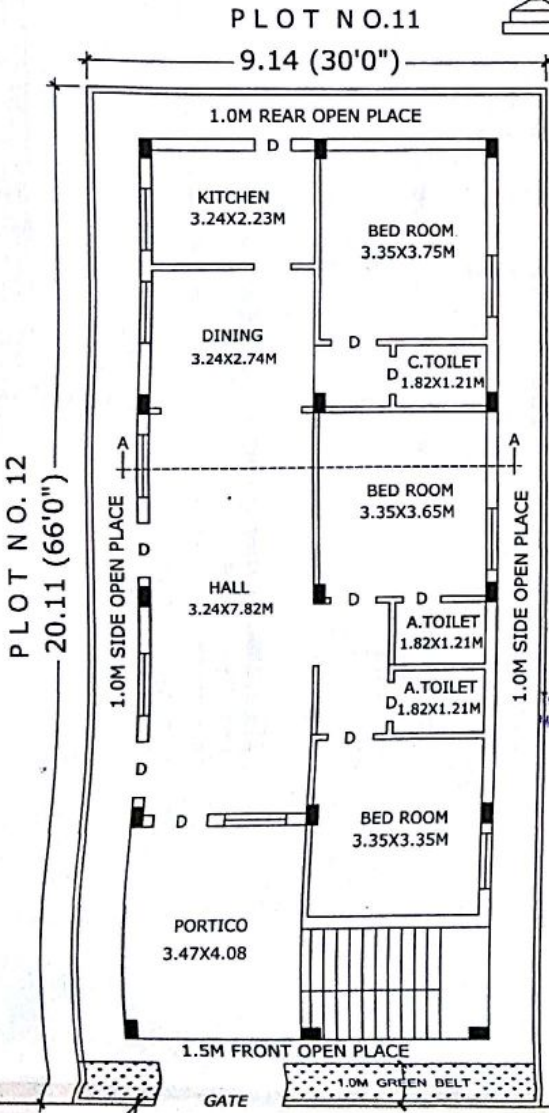 PLOT NO.11
9.14 (30'0")
1.0M REAR OPEN PLACE
D
KITCHEN
3.24X2.23M
BED ROOM
3.35X3.75M
DINING
3.24X2.74M
D
D
C.TOILET
1.82X1.21M
PLOT NO. 12
20.11 (66'0")
A
A
BED ROOM
3.35X3.65M
1.0M SIDE OPEN PLACE
1.0M SIDE OPEN PLACE
D
HALL
3.24X7.82M
D
D
A.TOILET
1.82X1.21M
A.TOILET
D
1.82X1.21M
D
D
D
BED ROOM
3.35X3.35M
PORTICO
3.47X4.08
1.5M FRONT OPEN PLACE
1.0M GREEN BELT
GATE